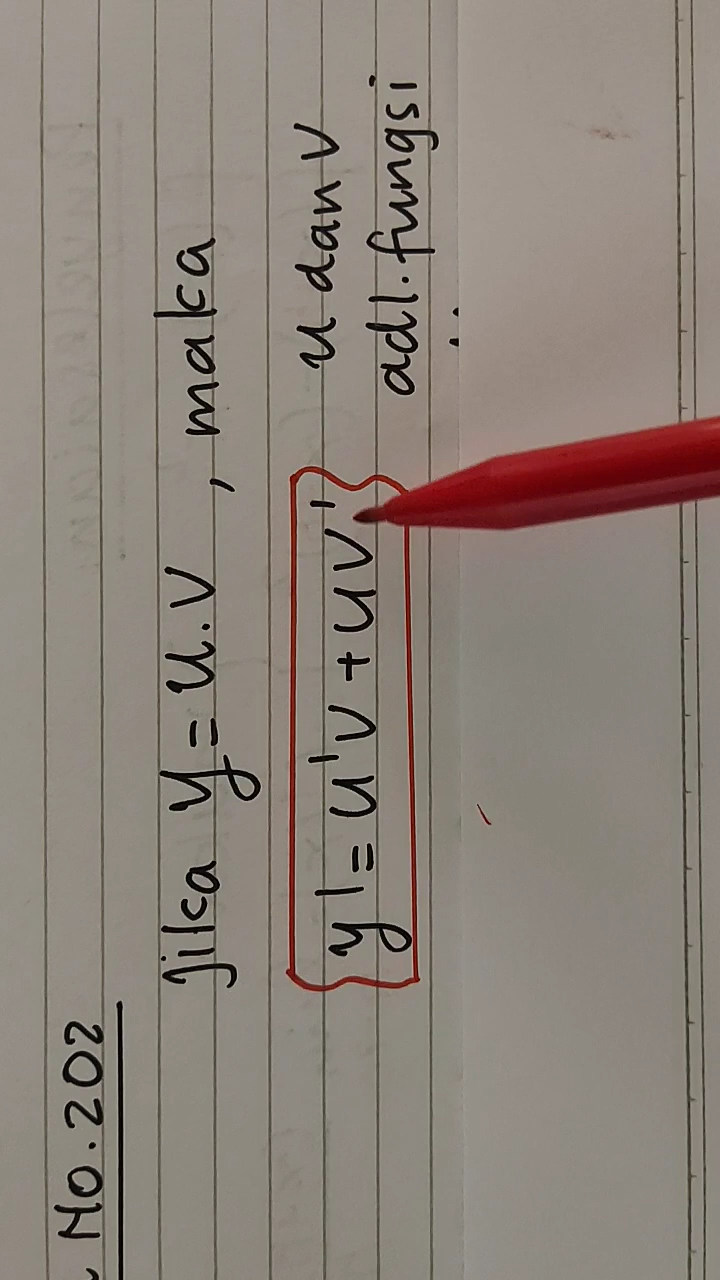 No.202
jika y = u.v , maka
y' = u'v + uv' u dan v
adl. fungsi